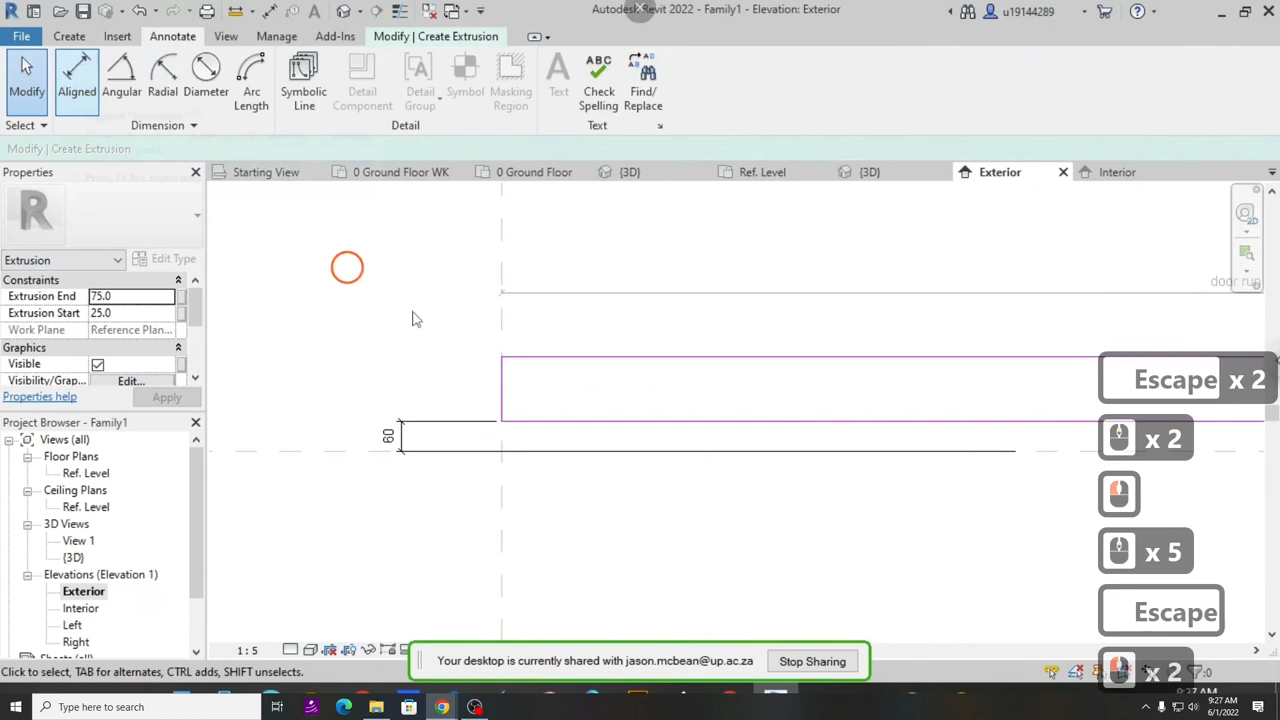 Autodesk Revit 2022 - Family1 - Elevation: Exterior
u19144289
File Create Insert Annotate View Manage Add-Ins Modify | Create Extrusion
Modify Aligned Angular Radial Diameter Arc Length Symbolic Line Detail Component Detail Group Symbol Masking Region Text Check Spelling Find/ Replace
Select Dimension Detail Text
Modify | Create Extrusion
Properties
Starting View 0 Ground Floor WK 0 Ground Floor {3D} Ref. Level {3D} Exterior Interior
2D
Extrusion Edit Type
Constraints
Extrusion End 75.0
Extrusion Start 25.0
Work Plane Reference Plan...
Graphics
Visible
Visibility/Grap... Edit...
Properties help Apply
Project Browser - Family1
Views (all)
Floor Plans
Ref. Level
Ceiling Plans
Ref. Level
3D Views
View 1
{3D}
Elevations (Elevation 1)
Exterior
Interior
Left
Right
60
Escape x 2
x 2
x 5
Escape
x 2
1 : 5
Your desktop is currently shared with jason.mcbean@up.ac.za Stop Sharing
Click to select, TAB for alternates, CTRL adds, SHIFT unselects.
:0
Type here to search
9:27 AM
6/1/2022